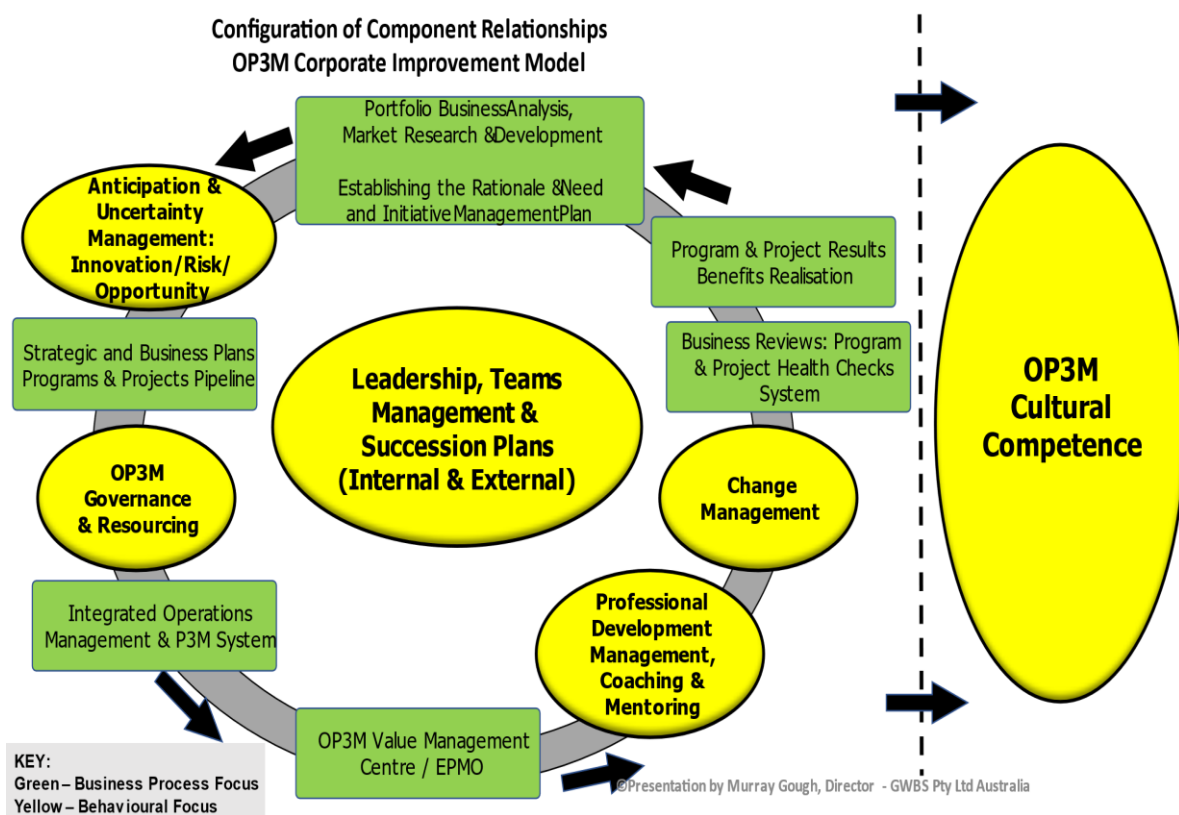 Configuration of Component Relationships
OP3M Corporate Improvement Model
Portfolio BusinessAnalysis,
Market Research &Development
Establishing the Rationale &Need
and InitiativeManagementPlan
Anticipation &
Uncertainty
Management:
Innovation/Risk/
Opportunity
Program & Project Results
Benefits Realisation
Strategic and Business Plans
Programs & Projects Pipeline
Business Reviews: Program
& Project Health Checks
System
Leadership, Teams
Management &
Succession Plans
(Internal & External)
OP3M
Cultural
Competence
OP3M
Governance
& Resourcing
Change
Management
Integrated Operations
Management & P3M System
Professional
Development
Management,
Coaching &
Mentoring
OP3M Value Management
Centre / EPMO
KEY:
Green – Business Process Focus
Yellow – Behavioural Focus
©Presentation by Murray Gough, Director - GWBS Pty Ltd Australia